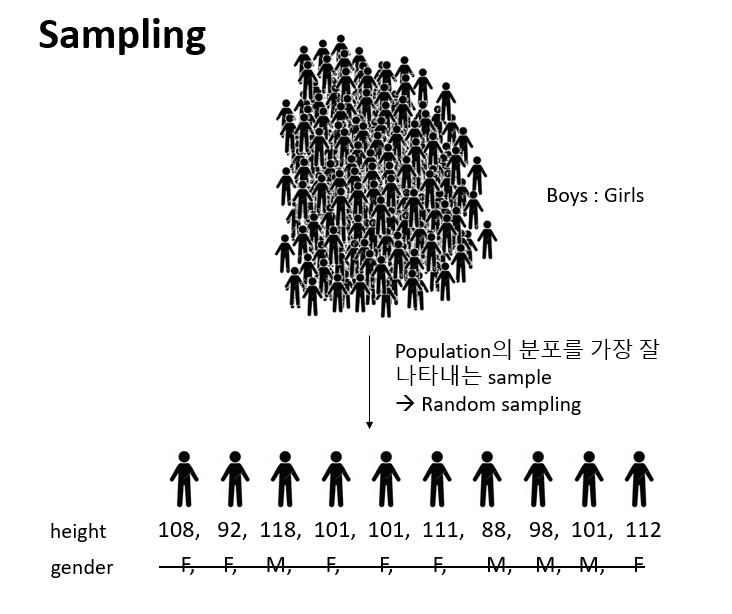 Sampling
Boys : Girls
Population의 분포를 가장 잘
나타내는 sample
→ Random sampling
height 108, 92, 118, 101, 101, 111, 88, 98, 101, 112
gender F, F, M, F, F, F, M, M, M, F